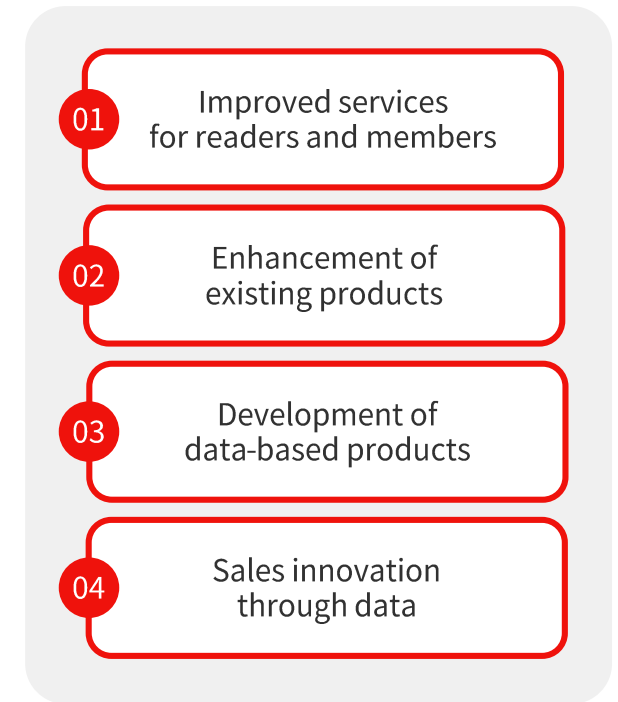 01
Improved services
for readers and members
02
Enhancement of
existing products
03
Development of
data-based products
04
Sales innovation
through data